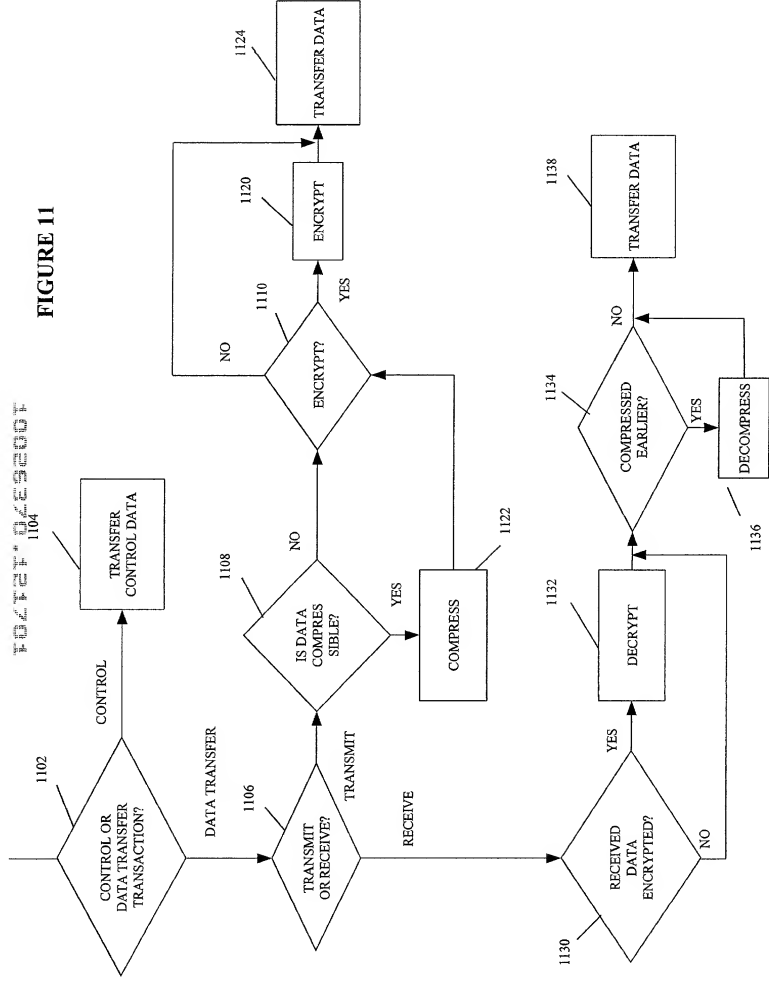 FIGURE 11
1102
CONTROL OR
DATA TRANSFER
TRANSACTION?
CONTROL
1104
TRANSFER
CONTROL DATA
DATA TRANSFER
1106
TRANSMIT
OR RECEIVE?
TRANSMIT
1108
IS DATA
COMPRES
SIBLE?
NO
YES
1122
COMPRESS
1110
ENCRYPT?
NO
YES
1120
ENCRYPT
1124
TRANSFER DATA
RECEIVE
1130
RECEIVED
DATA
ENCRYPTED?
YES
NO
1132
DECRYPT
1134
COMPRESSED
EARLIER?
NO
YES
1136
DECOMPRESS
1138
TRANSFER DATA